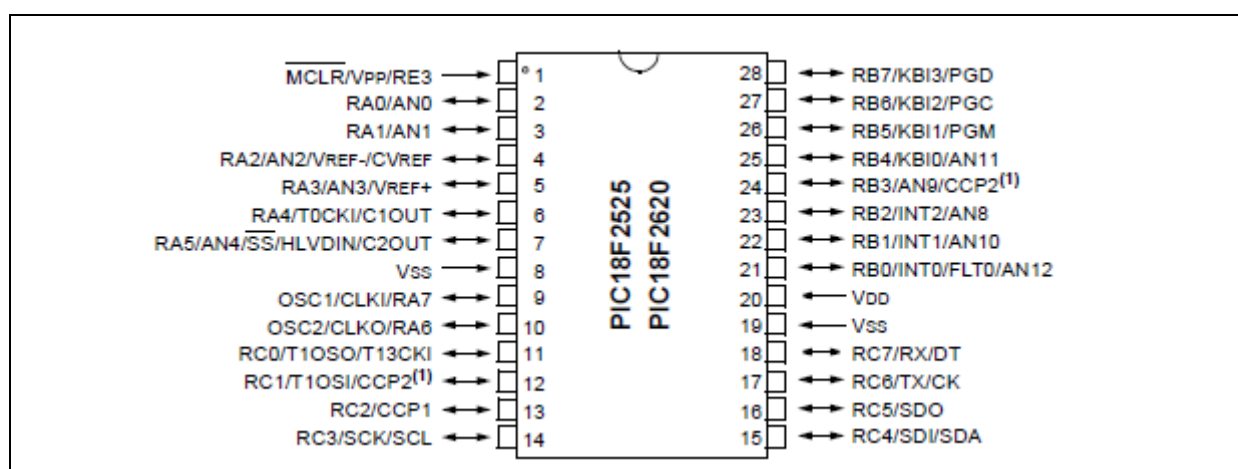 MCLR/VPP/RE3 1
RA0/AN0 2
RA1/AN1 3
RA2/AN2/VREF-/CVREF 4
RA3/AN3/VREF+ 5
RA4/T0CKI/C1OUT 6
RA5/AN4/SS/HLVDIN/C2OUT 7
VSS 8
OSC1/CLKI/RA7 9
OSC2/CLKO/RA6 10
RC0/T1OSO/T13CKI 11
RC1/T1OSI/CCP2(1) 12
RC2/CCP1 13
RC3/SCK/SCL 14
PIC18F2525
PIC18F2620
28 RB7/KBI3/PGD
27 RB6/KBI2/PGC
26 RB5/KBI1/PGM
25 RB4/KBI0/AN11
24 RB3/AN9/CCP2(1)
23 RB2/INT2/AN8
22 RB1/INT1/AN10
21 RB0/INT0/FLT0/AN12
20 VDD
19 VSS
18 RC7/RX/DT
17 RC6/TX/CK
16 RC5/SDO
15 RC4/SDI/SDA